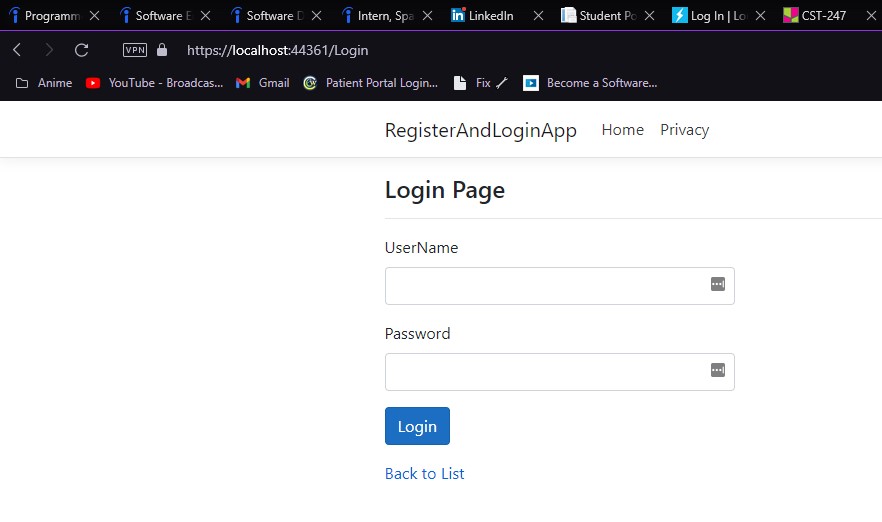 Programm
Software E
Software D
Intern, Spa
LinkedIn
Student Po
Log In | Lo
CST-247
VPN
https://localhost:44361/Login
Anime
YouTube - Broadcas...
Gmail
Patient Portal Login...
Fix
Become a Software...
RegisterAndLoginApp Home Privacy
Login Page
UserName
Password
Login
Back to List